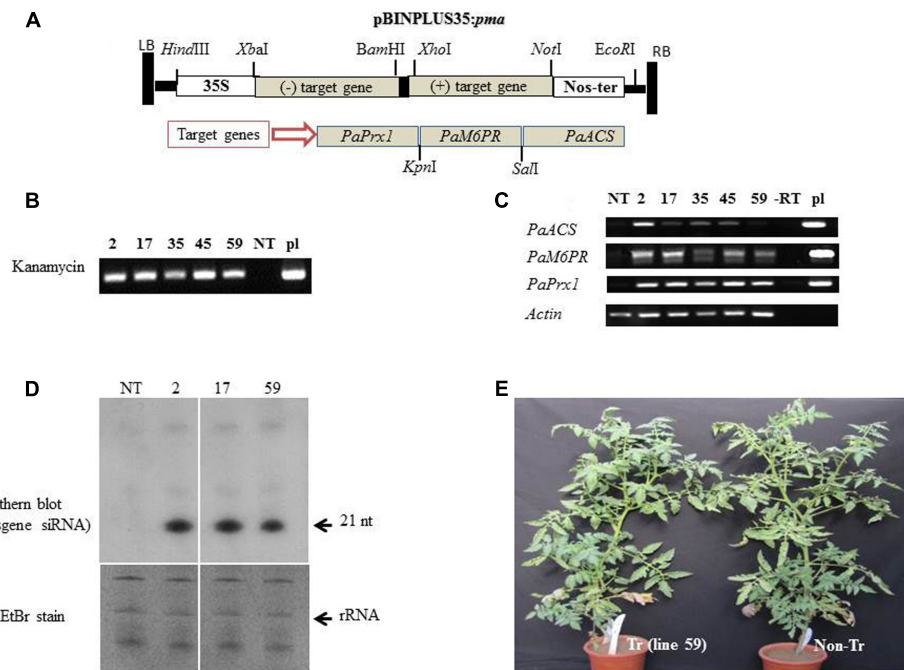 A
pBINPLUS35:pma
LB HindIII XbaI BamHI XhoI NotI EcoRI RB
35S (-) target gene (+) target gene Nos-ter
Target genes PaPrx1 PaM6PR PaACS
KpnI SalI
B
2 17 35 45 59 NT pl
Kanamycin
C
NT 2 17 35 45 59 -RT pl
PaACS
PaM6PR
PaPrx1
Actin
D
NT 2 17 59
thern blot
sgene siRNA)
21 nt
EtBr stain
rRNA
E
Tr (line 59) Non-Tr